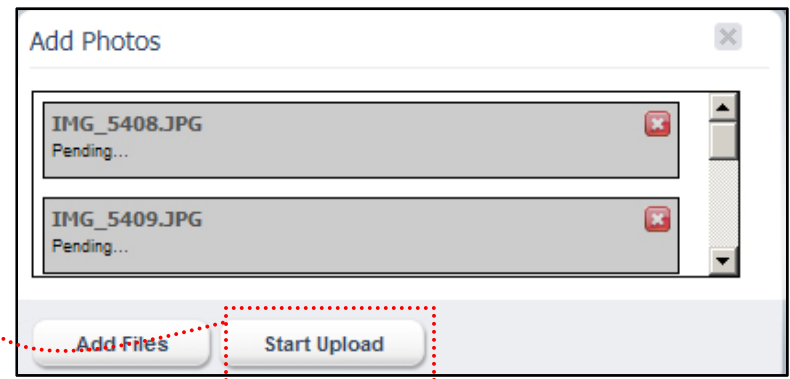 Add Photos
IMG_5408.JPG
Pending...
IMG_5409.JPG
Pending...
Add Files Start Upload